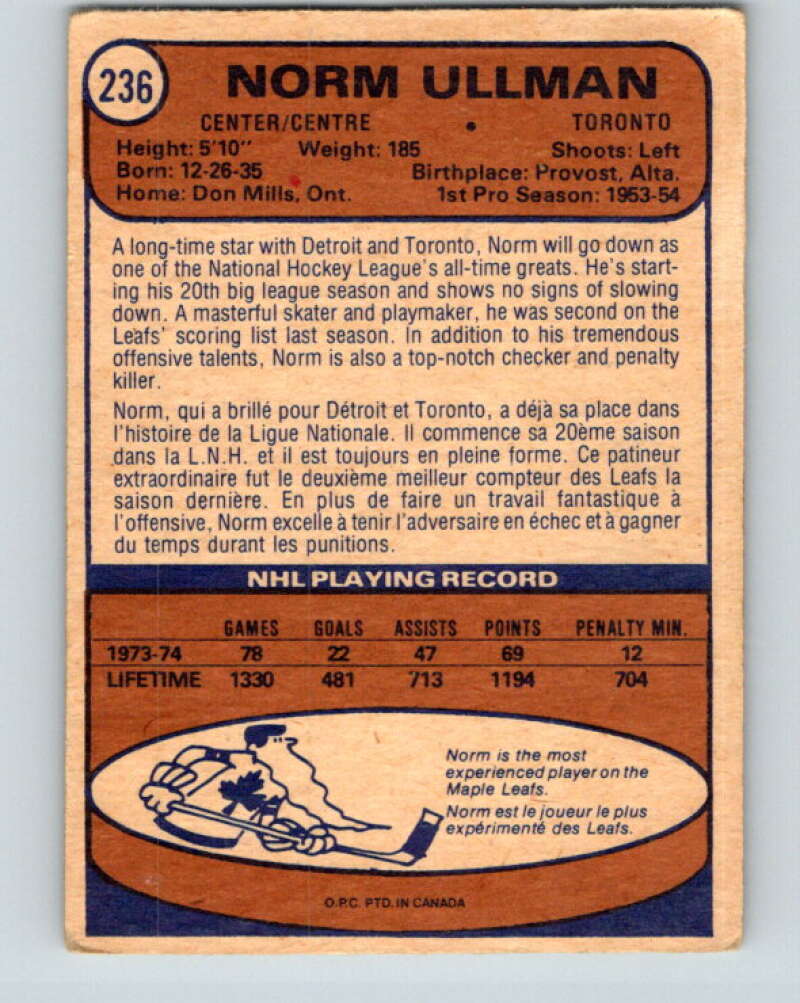 236
NORM ULLMAN
CENTER/CENTRE • TORONTO
Height: 5'10" Weight: 185 Shoots: Left
Born: 12-26-35 Birthplace: Provost, Alta.
Home: Don Mills, Ont. 1st Pro Season: 1953-54
A long-time star with Detroit and Toronto, Norm will go down as
one of the National Hockey League's all-time greats. He's start-
ing his 20th big league season and shows no signs of slowing
down. A masterful skater and playmaker, he was second on the
Leafs' scoring list last season. In addition to his tremendous
offensive talents, Norm is also a top-notch checker and penalty
killer.
Norm, qui a brillé pour Détroit et Toronto, a déjà sa place dans
l'histoire de la Ligue Nationale. Il commence sa 20ème saison
dans la L.N.H. et il est toujours en pleine forme. Ce patineur
extraordinaire fut le deuxième meilleur compteur des Leafs la
saison dernière. En plus de faire un travail fantastique à
l'offensive, Norm excelle à tenir l'adversaire en échec et à gagner
du temps durant les punitions.
NHL PLAYING RECORD
GAMES GOALS ASSISTS POINTS PENALTY MIN.
1973-74 78 22 47 69 12
LIFETIME 1330 481 713 1194 704
Norm is the most
experienced player on the
Maple Leafs.
Norm est le joueur le plus
expérimenté des Leafs.
O.P.C. PTD. IN CANADA